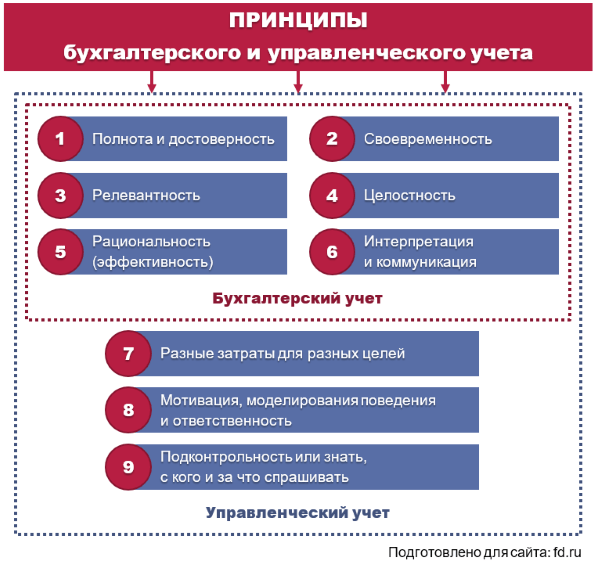 ПРИНЦИПЫ
бухгалтерского и управленческого учета
1 Полнота и достоверность
2 Своевременность
3 Релевантность
4 Целостность
5 Рациональность
(эффективность)
6 Интерпретация
и коммуникация
Бухгалтерский учет
7 Разные затраты для разных целей
8 Мотивация, моделирования поведения
и ответственность
9 Подконтрольность или знать,
с кого и за что спрашивать
Управленческий учет
Подготовлено для сайта: fd.ru